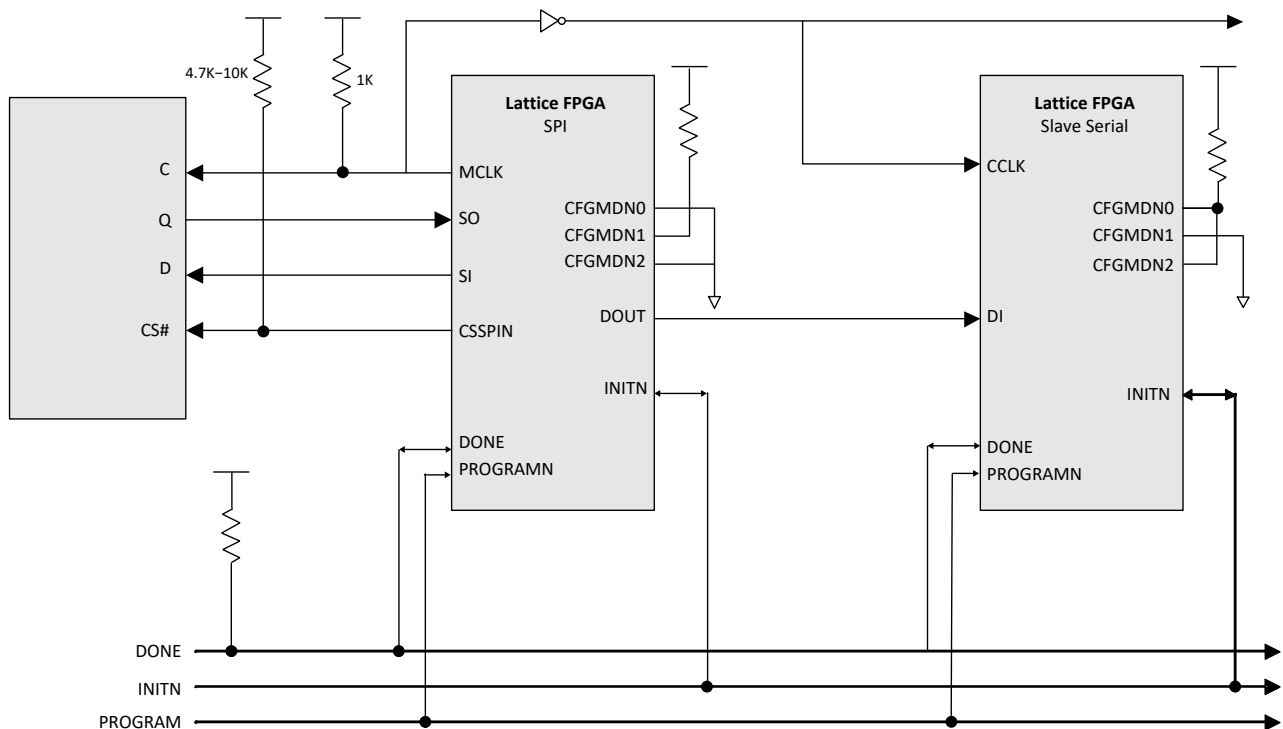 4.7K–10K
1K
C
Q
D
CS#
Lattice FPGA
SPI
MCLK
SO
SI
CSSPIN
CFGMDN0
CFGMDN1
CFGMDN2
DOUT
INITN
DONE
PROGRAMN
Lattice FPGA
Slave Serial
CCLK
DI
CFGMDN0
CFGMDN1
CFGMDN2
INITN
DONE
PROGRAMN
DONE
INITN
PROGRAM